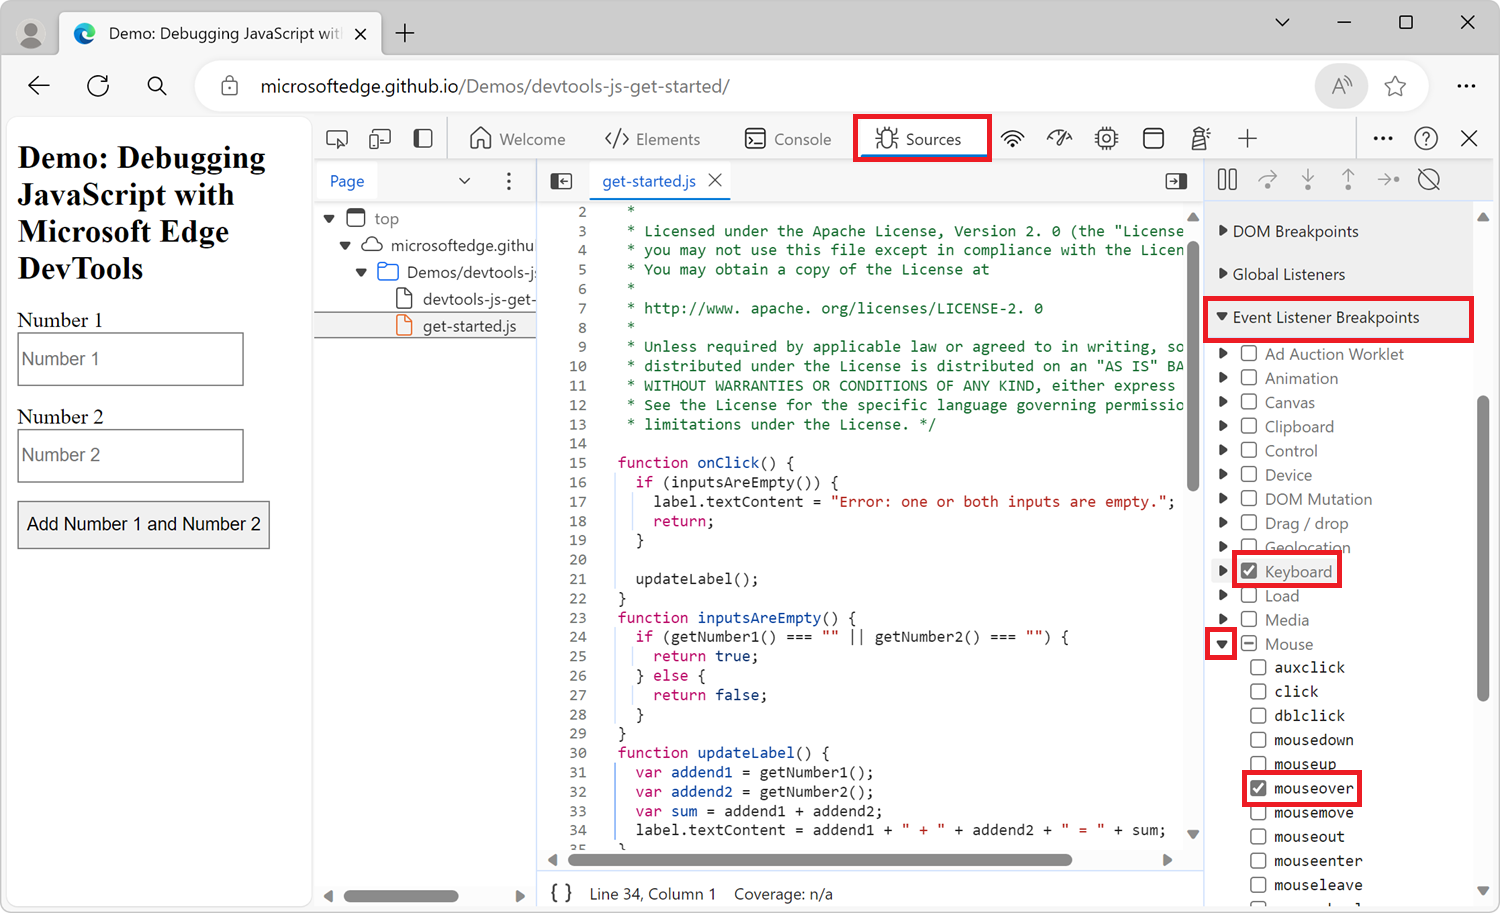 Demo: Debugging JavaScript wit
microsoftedge.github.io/Demos/devtools-js-get-started/
Demo: Debugging
JavaScript with
Microsoft Edge
DevTools
Number 1
Number 1
Number 2
Number 2
Add Number 1 and Number 2
Welcome
</> Elements
Console
Sources
Page
top
microsoftedge.githu
Demos/devtools-js
devtools-js-get-
get-started.js
get-started.js
2 *
3 * Licensed under the Apache License, Version 2. 0 (the "License
4 * you may not use this file except in compliance with the Licen
5 * You may obtain a copy of the License at
6 *
7 * http://www. apache. org/licenses/LICENSE-2. 0
8 *
9 * Unless required by applicable law or agreed to in writing, so
10 * distributed under the License is distributed on an "AS IS" BA
11 * WITHOUT WARRANTIES OR CONDITIONS OF ANY KIND, either express
12 * See the License for the specific language governing permissio
13 * limitations under the License. */
14
15 function onClick() {
16 if (inputsAreEmpty()) {
17 label.textContent = "Error: one or both inputs are empty.";
18 return;
19 }
20
21 updateLabel();
22 }
23 function inputsAreEmpty() {
24 if (getNumber1() === "" || getNumber2() === "") {
25 return true;
26 } else {
27 return false;
28 }
29 }
30 function updateLabel() {
31 var addend1 = getNumber1();
32 var addend2 = getNumber2();
33 var sum = addend1 + addend2;
34 label.textContent = addend1 + " + " + addend2 + " = " + sum;
35 }
{ } Line 34, Column 1 Coverage: n/a
DOM Breakpoints
Global Listeners
Event Listener Breakpoints
Ad Auction Worklet
Animation
Canvas
Clipboard
Control
Device
DOM Mutation
Drag / drop
Geolocation
Keyboard
Load
Media
Mouse
auxclick
click
dblclick
mousedown
mouseup
mouseover
mousemove
mouseout
mouseenter
mouseleave